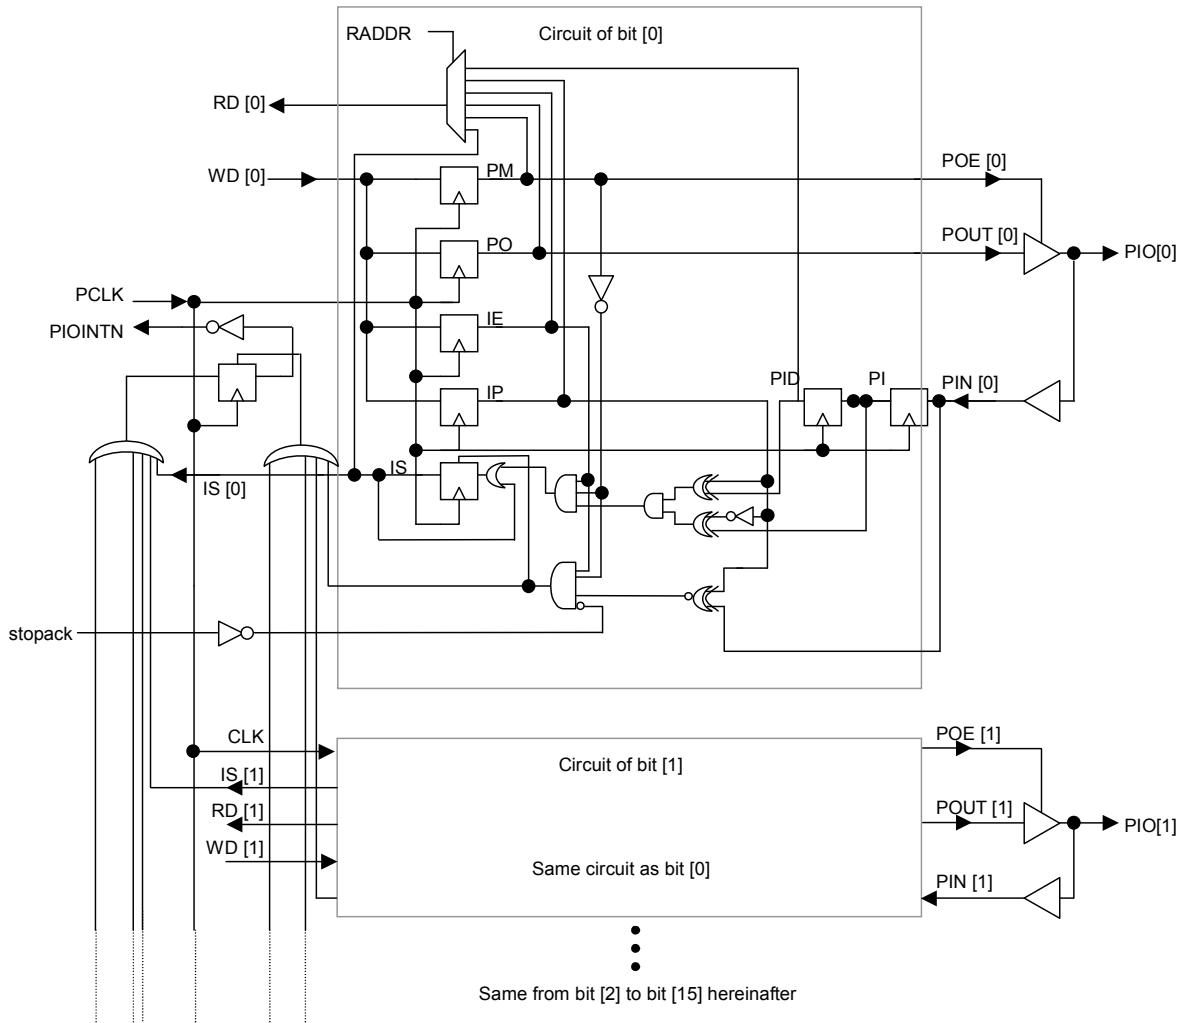 RADDR
Circuit of bit [0]
RD [0]
WD [0]
PM
POE [0]
PO
POUT [0]
PIO[0]
PCLK
PIOINTN
IE
IP
PID
PI
PIN [0]
IS
IS [0]
stopack
CLK
POE [1]
Circuit of bit [1]
IS [1]
RD [1]
POUT [1]
PIO[1]
WD [1]
Same circuit as bit [0]
PIN [1]
Same from bit [2] to bit [15] hereinafter